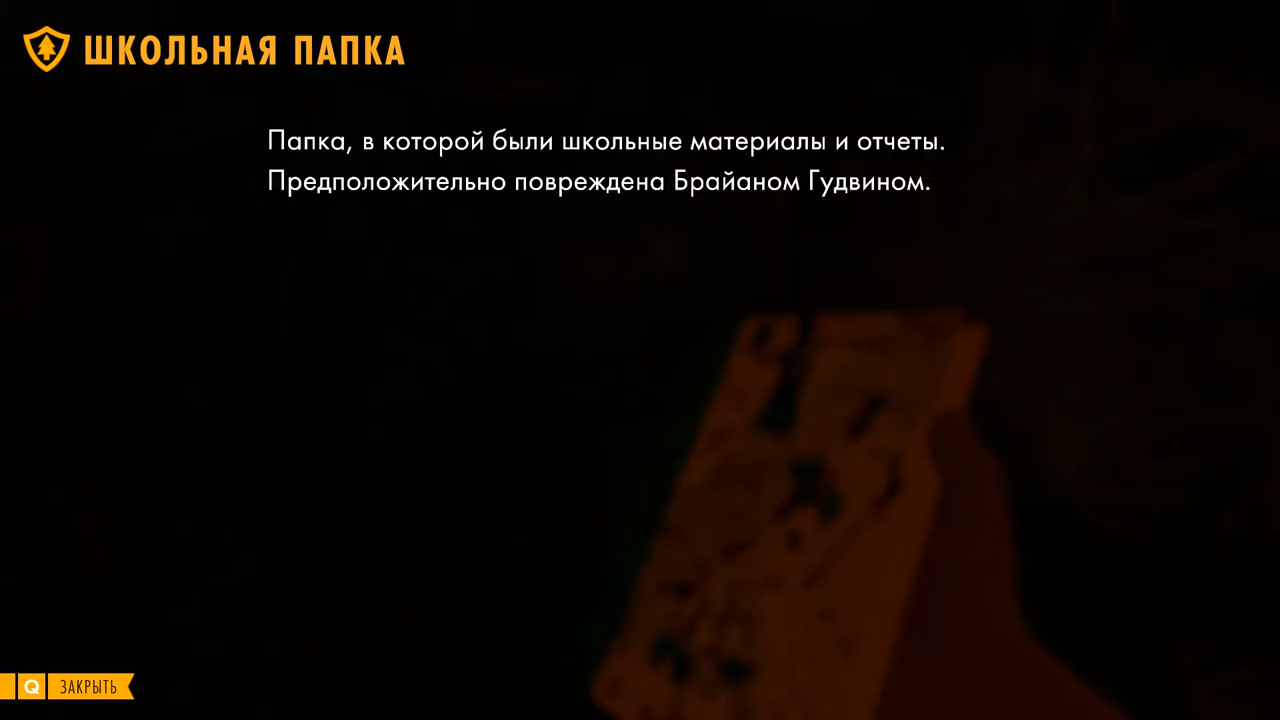 ШКОЛЬНАЯ ПАПКА
Папка, в которой были школьные материалы и отчеты.
Предположительно повреждена Брайаном Гудвином.
Q ЗАКРЫТЬ